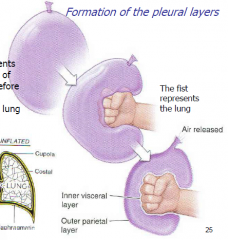 Formation of the pleural layers
ents
of
efore
lung
The fist
represents
the lung
Air released
INFLATED
Cupola
Costal
LUNG
Inner visceral
layer
Outer parietal
layer
25